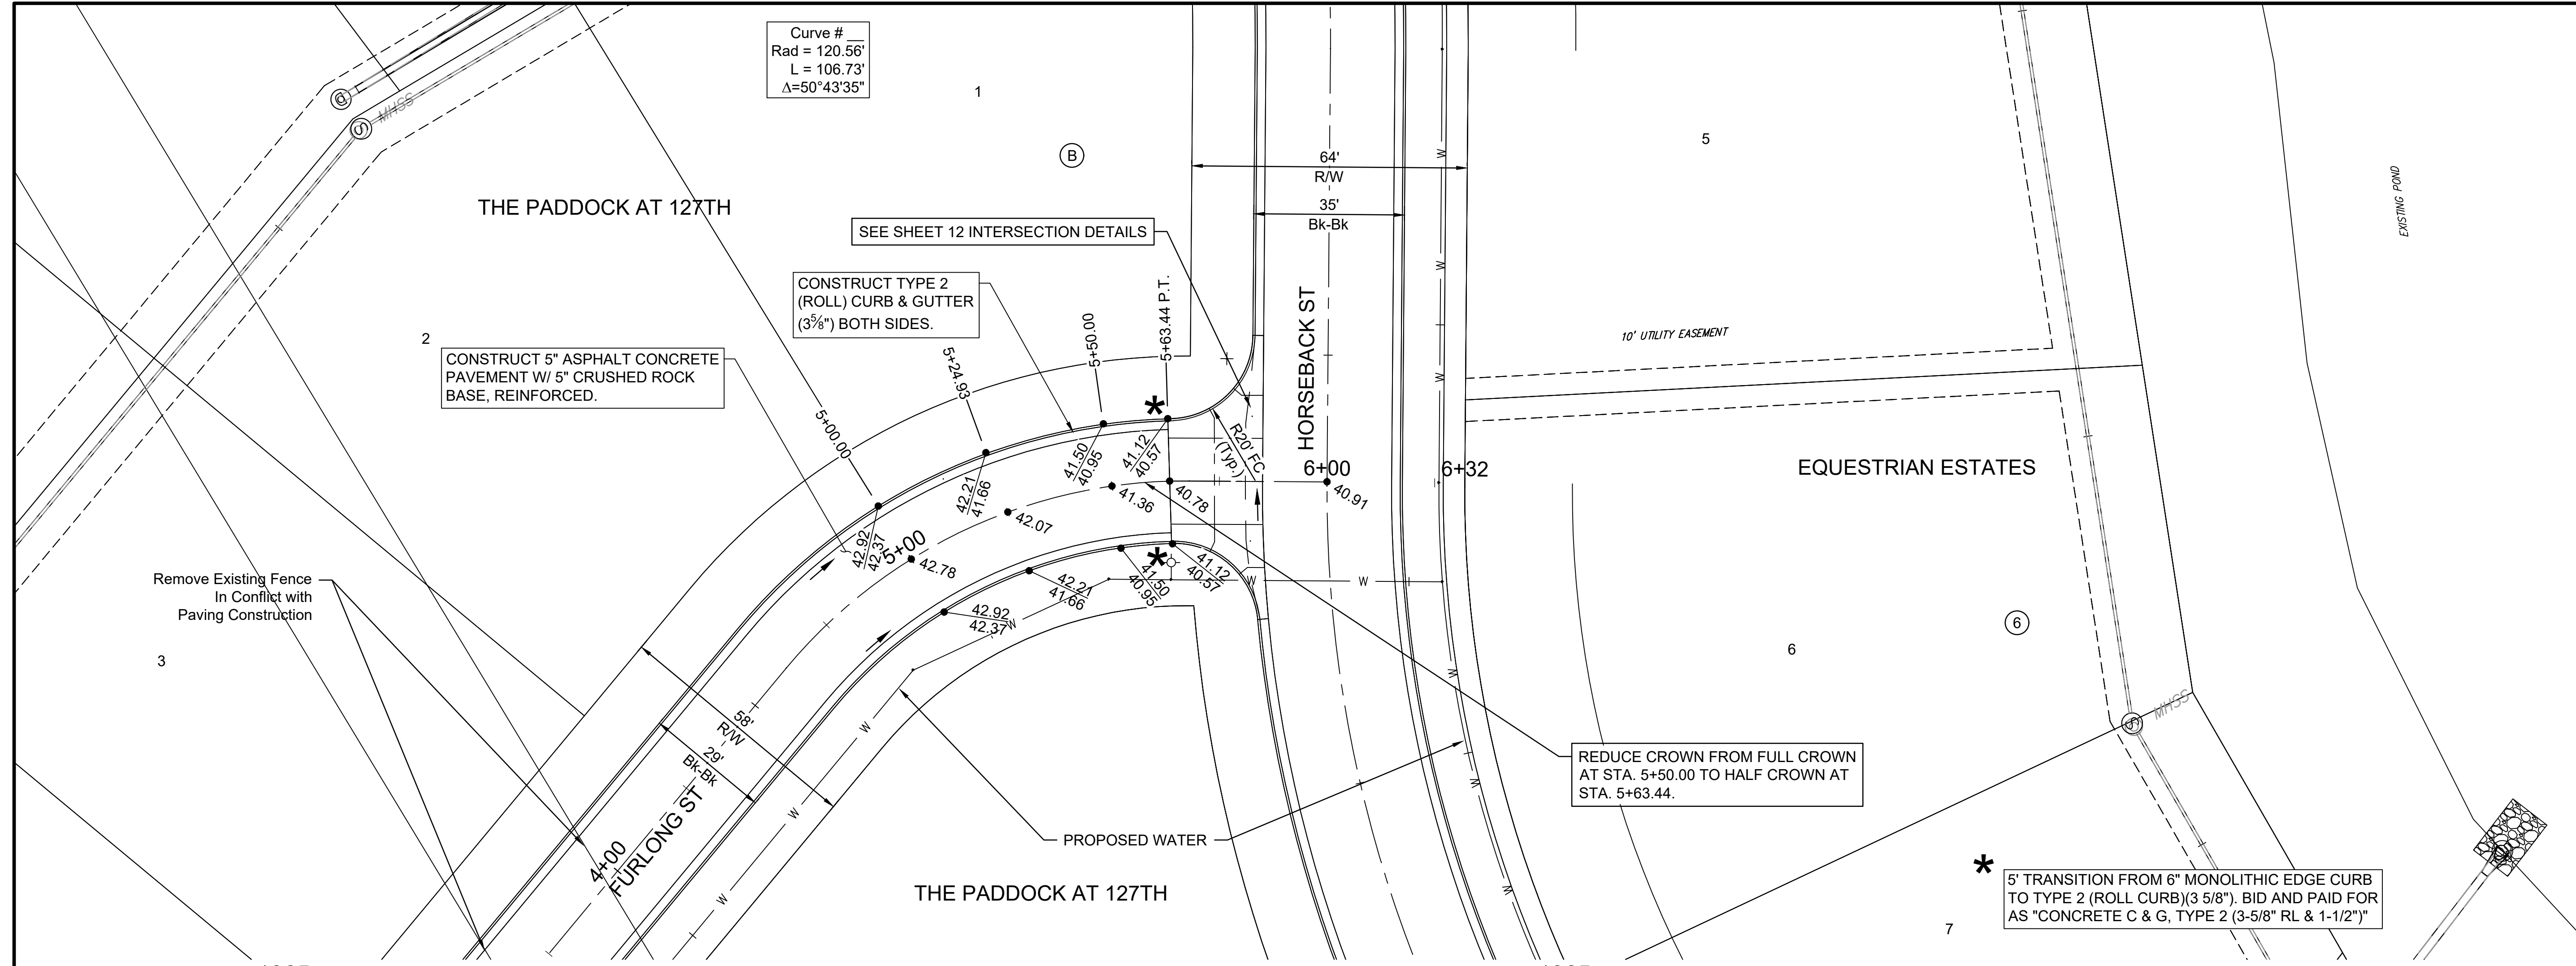 Curve # __
Rad = 120.56'
L = 106.73'
Δ=50°43'35"
1
B
MHSS
S
THE PADDOCK AT 127TH
5
64'
R/W
35'
Bk-Bk
EXISTING POND
SEE SHEET 12 INTERSECTION DETAILS
CONSTRUCT TYPE 2
(ROLL) CURB & GUTTER
(3⅝") BOTH SIDES.
2
CONSTRUCT 5" ASPHALT CONCRETE
PAVEMENT W/ 5" CRUSHED ROCK
BASE, REINFORCED.
5+00.00
5+24.93
5+50.00
5+63.44 P.T.
HORSEBACK ST
10' UTILITY EASEMENT
*
R20' FC
(Typ.)
42.92
42.37
42.21
41.66
41.50
40.95
41.12
40.57
5+00
42.78
42.07
41.36
40.78
6+00
40.91
6+32
EQUESTRIAN ESTATES
*
42.92
42.37
42.21
41.66
41.50
40.95
41.12
40.57
W
W
W
W
W
W
Remove Existing Fence
In Conflict with
Paving Construction
3
6
6
58'
R/W
29'
Bk-Bk
W
W
W
W
W
W
4+00
FURLONG ST
PROPOSED WATER
REDUCE CROWN FROM FULL CROWN
AT STA. 5+50.00 TO HALF CROWN AT
STA. 5+63.44.
S
MHSS
THE PADDOCK AT 127TH
7
*
5' TRANSITION FROM 6" MONOLITHIC EDGE CURB
TO TYPE 2 (ROLL CURB)(3 5/8"). BID AND PAID FOR
AS "CONCRETE C & G, TYPE 2 (3-5/8" RL & 1-1/2")"